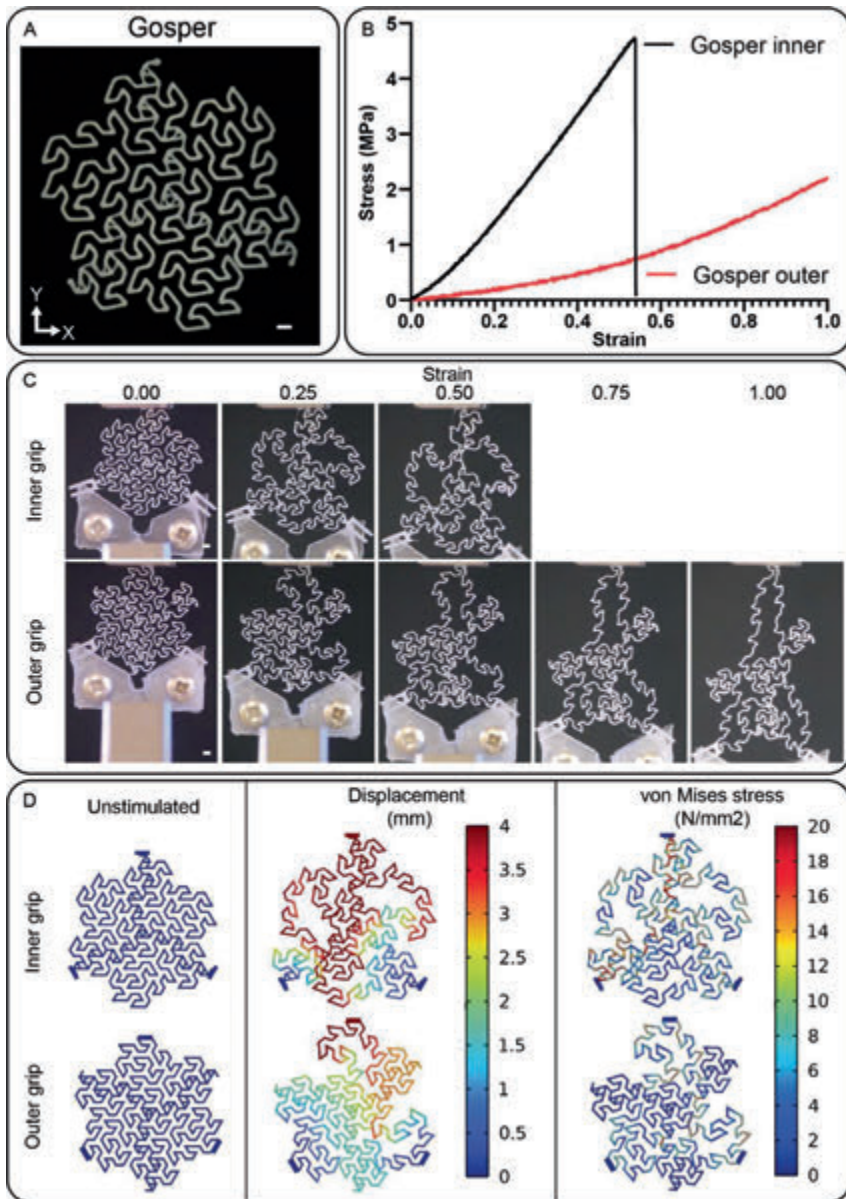 A
Gosper
Y
X
B
5
4
3
2
1
0
Stress (MPa)
Gosper inner
Gosper outer
0.0 0.2 0.4 0.6 0.8 1.0
Strain
C
Strain
0.00 0.25 0.50 0.75 1.00
Inner grip
Outer grip
D
Unstimulated
Displacement
(mm)
von Mises stress
(N/mm2)
Inner grip
Outer grip
4
3.5
3
2.5
2
1.5
1
0.5
0
20
18
16
14
12
10
8
6
4
2
0